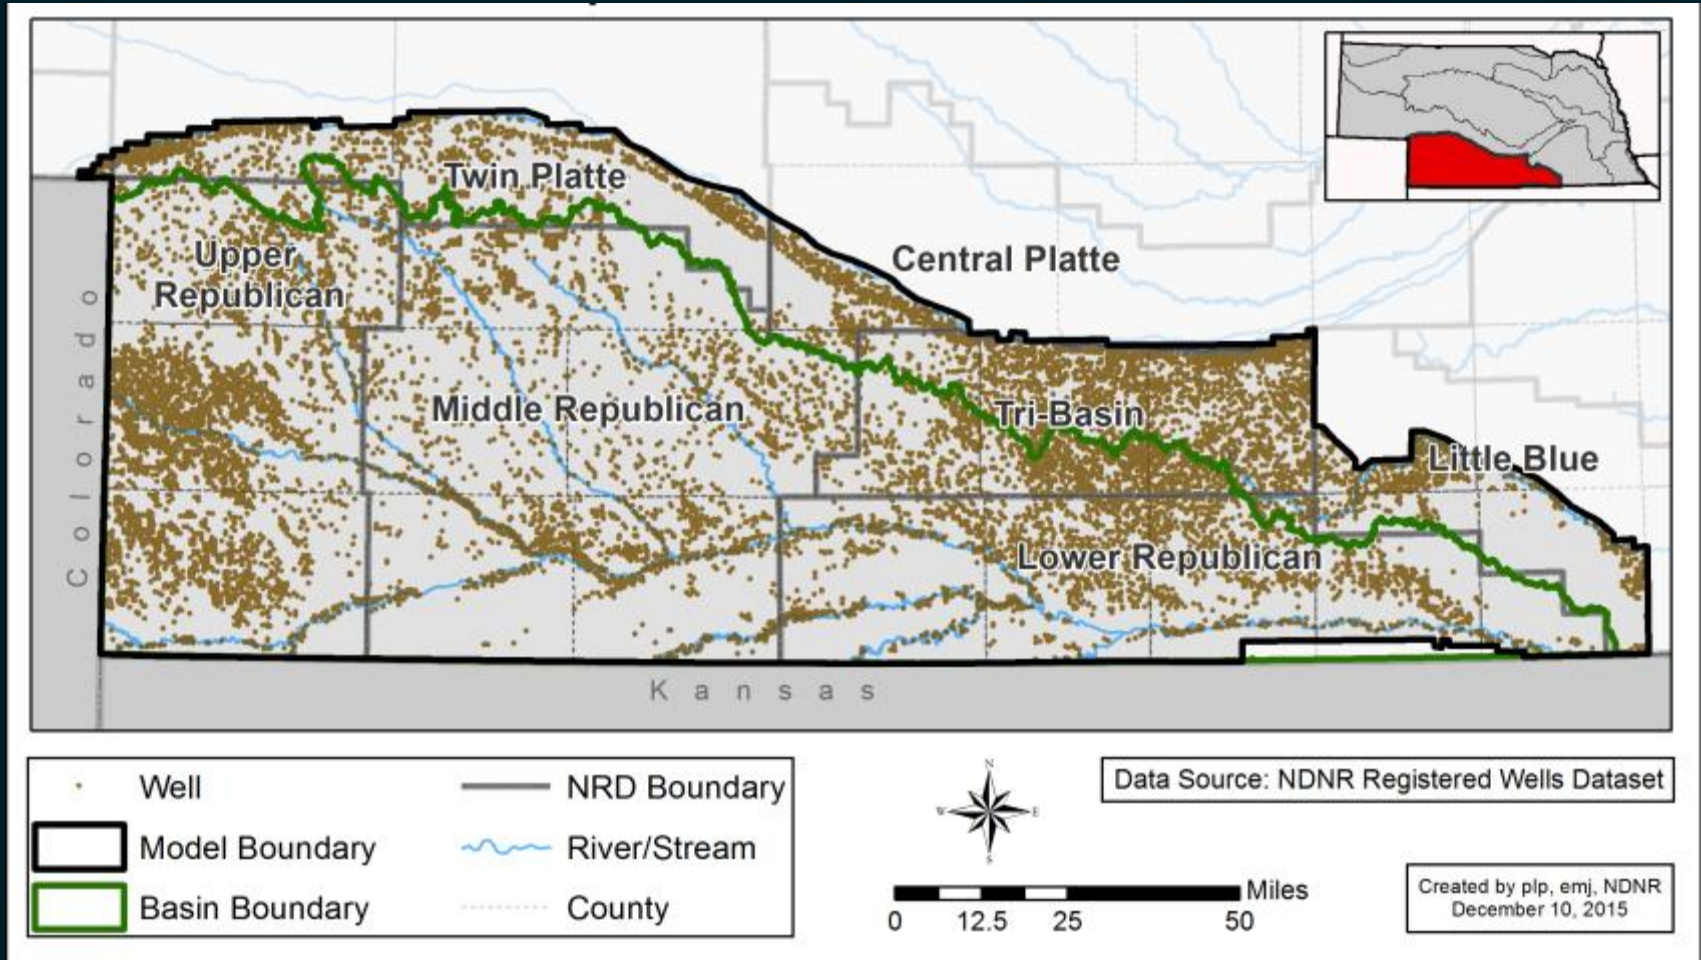 Twin Platte
Upper
Republican
Central Platte
Middle Republican
Tri-Basin
Little Blue
Lower Republican
Colorado
Kansas
Well
NRD Boundary
Model Boundary
River/Stream
Basin Boundary
County
N
W
E
S
Miles
0 12.5 25 50
Data Source: NDNR Registered Wells Dataset
Created by plp, emj, NDNR
December 10, 2015